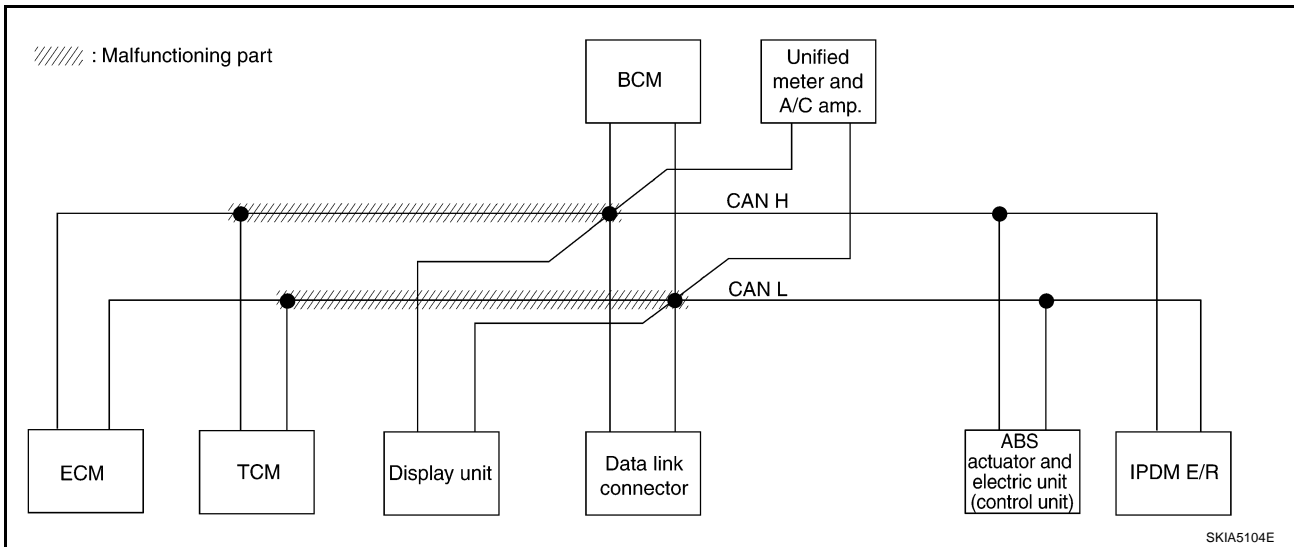 : Malfunctioning part
BCM
Unified
meter and
A/C amp.
CAN H
CAN L
ECM
TCM
Display unit
Data link
connector
ABS
actuator and
electric unit
(control unit)
IPDM E/R
SKIA5104E